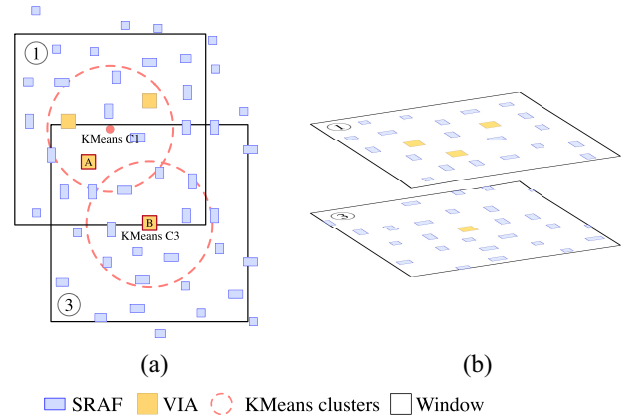 1
KMeans C1
A
B
KMeans C3
3
(a)
1
3
(b)
SRAF
VIA
KMeans clusters
Window